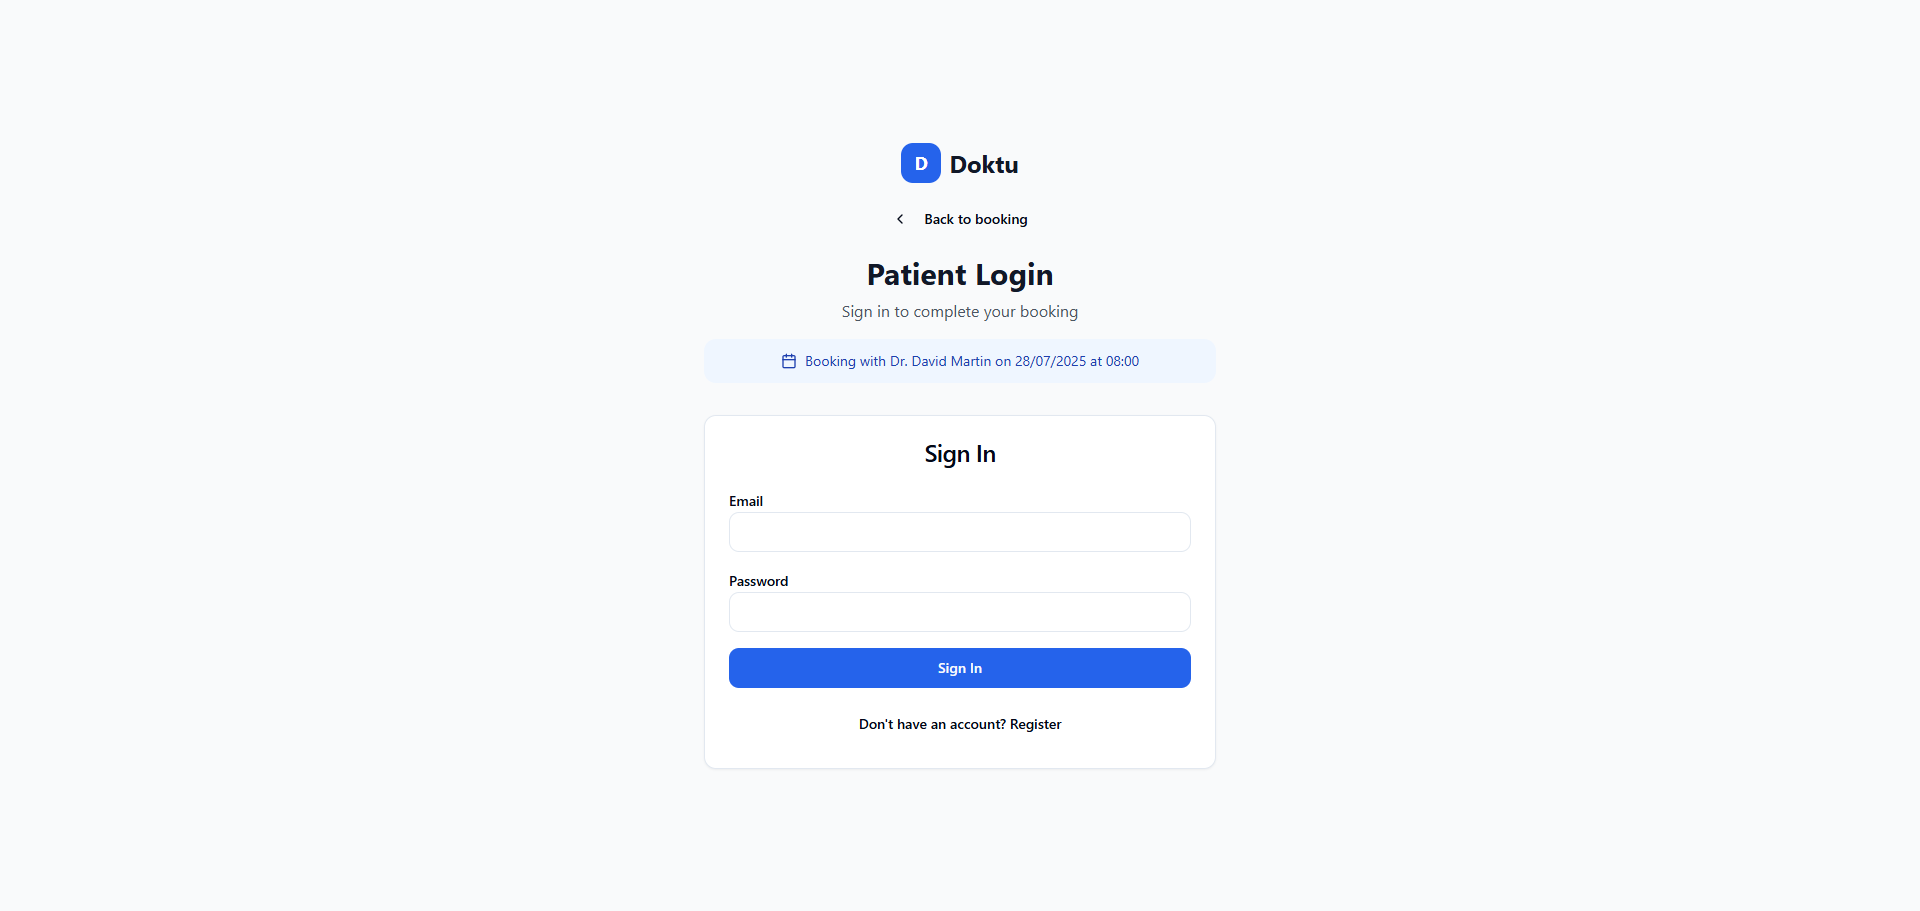 D Doktu
Back to booking
Patient Login
Sign in to complete your booking
Booking with Dr. David Martin on 28/07/2025 at 08:00
Sign In
Email
Password
Sign In
Don't have an account? Register